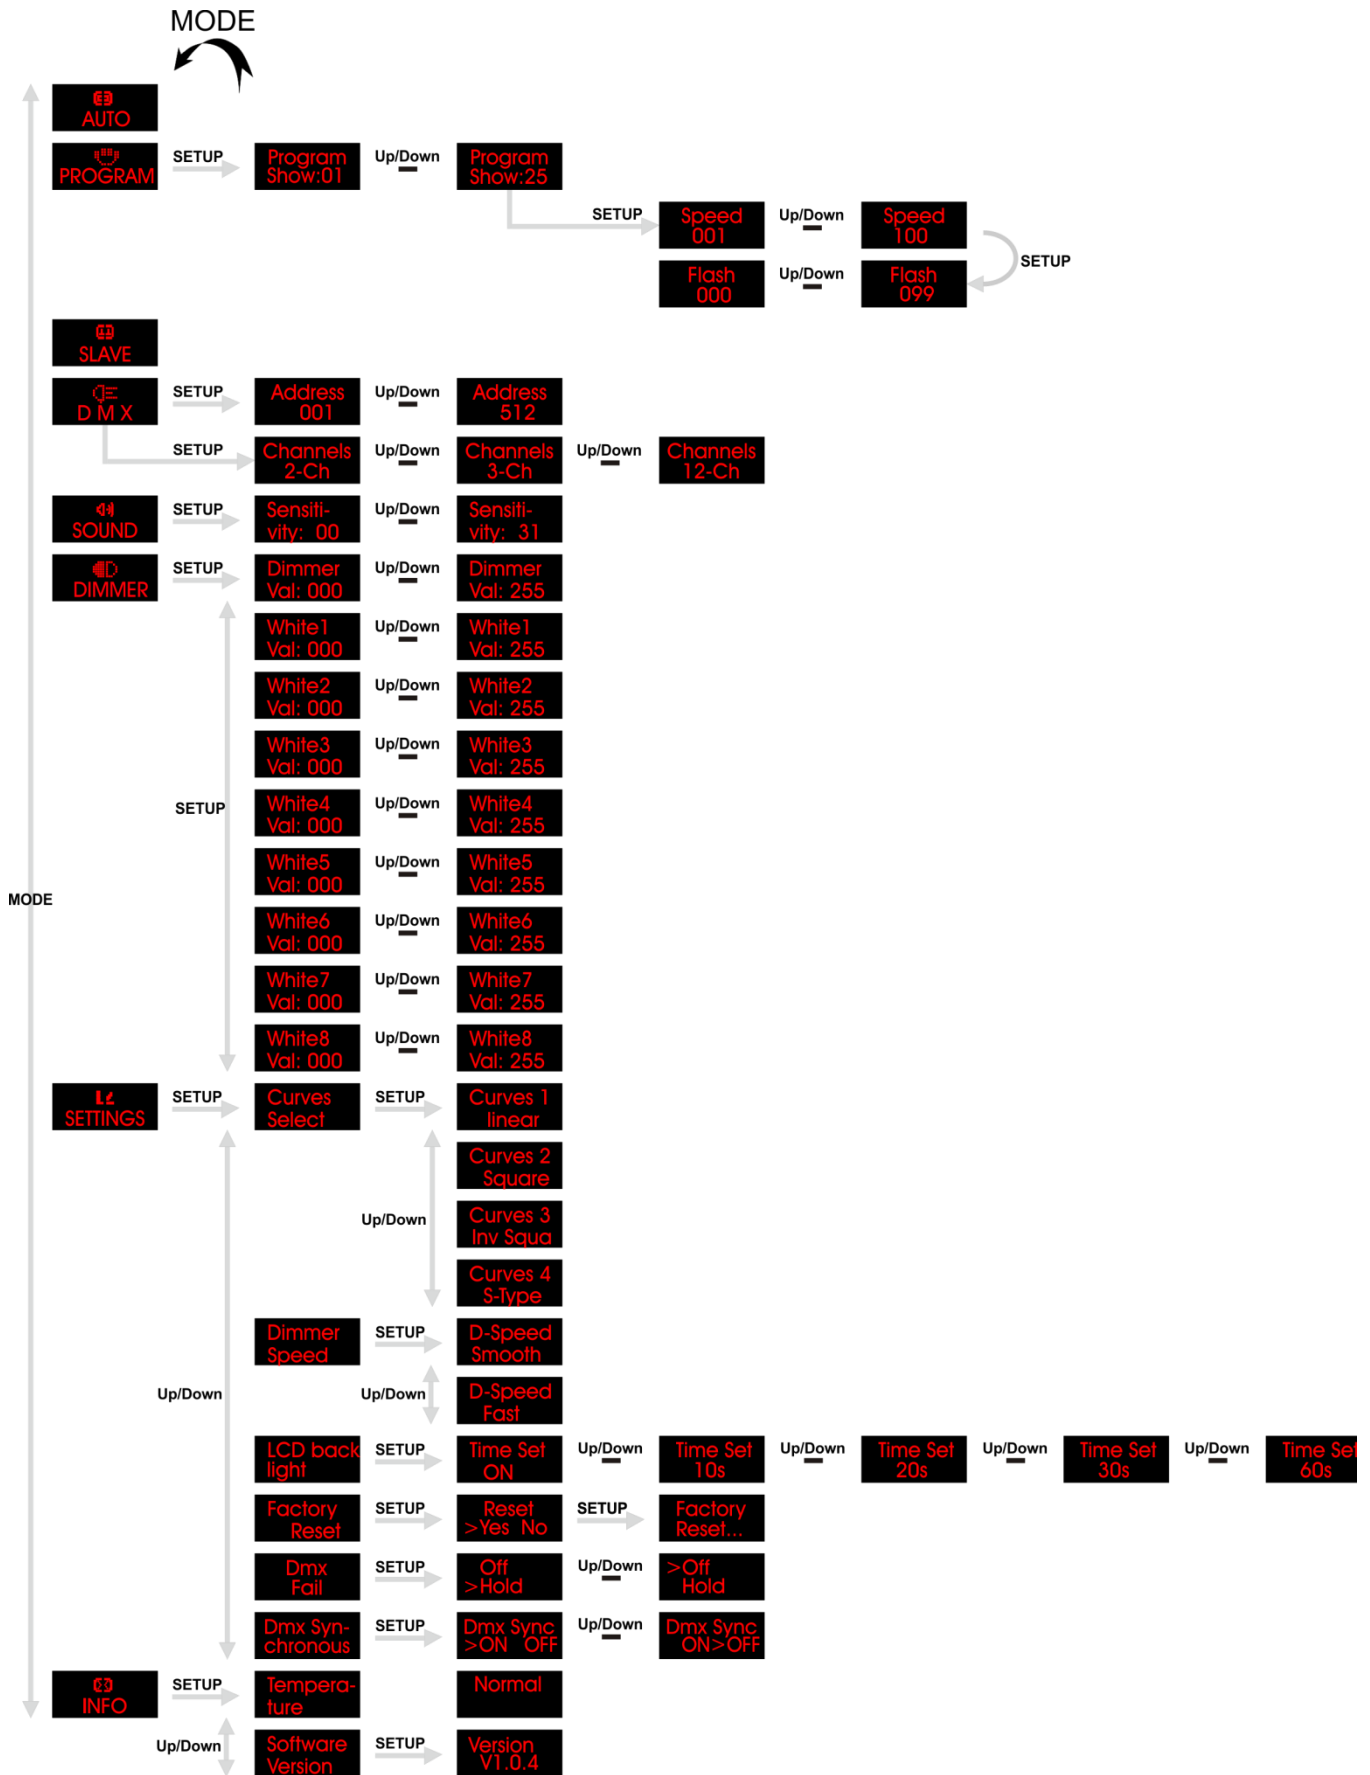 MODE
AUTO
PROGRAM
SETUP
Program
Show:01
Up/Down
Program
Show:25
SETUP
Speed
001
Up/Down
Speed
100
SETUP
Flash
000
Up/Down
Flash
099
SLAVE
D M X
SETUP
Address
001
Up/Down
Address
512
SETUP
Channels
2-Ch
Up/Down
Channels
3-Ch
Up/Down
Channels
12-Ch
SOUND
SETUP
Sensiti-
vity: 00
Up/Down
Sensiti-
vity: 31
DIMMER
SETUP
Dimmer
Val: 000
Up/Down
Dimmer
Val: 255
White1
Val: 000
Up/Down
White1
Val: 255
White2
Val: 000
Up/Down
White2
Val: 255
White3
Val: 000
Up/Down
White3
Val: 255
SETUP
White4
Val: 000
Up/Down
White4
Val: 255
White5
Val: 000
Up/Down
White5
Val: 255
MODE
White6
Val: 000
Up/Down
White6
Val: 255
White7
Val: 000
Up/Down
White7
Val: 255
White8
Val: 000
Up/Down
White8
Val: 255
SETTINGS
SETUP
Curves
Select
SETUP
Curves 1
linear
Curves 2
Square
Up/Down
Curves 3
Inv Squa
Curves 4
S-Type
Up/Down
Dimmer
Speed
SETUP
D-Speed
Smooth
Up/Down
D-Speed
Fast
LCD back
light
SETUP
Time Set
ON
Up/Down
Time Set
10s
Up/Down
Time Set
20s
Up/Down
Time Set
30s
Up/Down
Time Set
60s
Factory
Reset
SETUP
Reset
>Yes No
SETUP
Factory
Reset...
Dmx
Fail
SETUP
Off
>Hold
Up/Down
>Off
Hold
Dmx Syn-
chronous
SETUP
Dmx Sync
>ON OFF
Up/Down
Dmx Sync
ON>OFF
INFO
SETUP
Tempera-
ture
Normal
Up/Down
Software
Version
SETUP
Version
V1.0.4